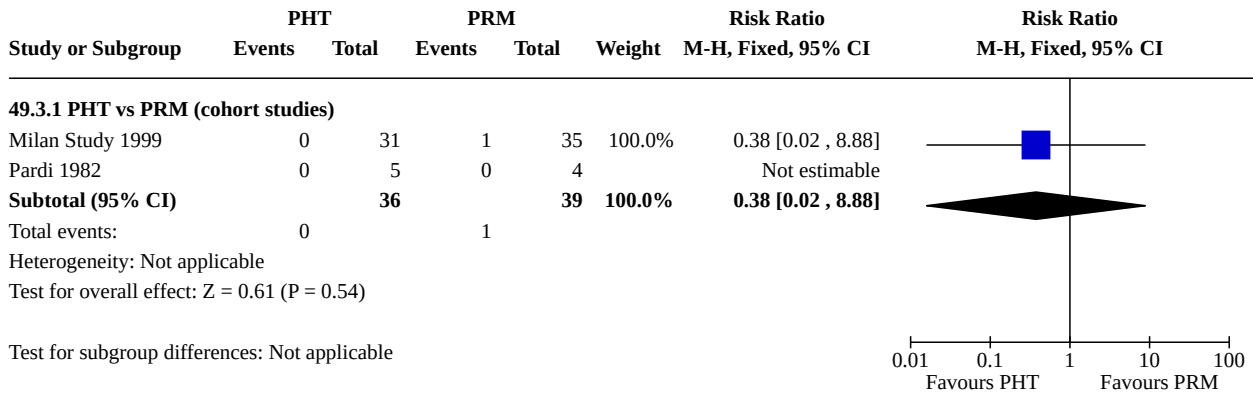 PHT PRM Risk Ratio Risk Ratio
Study or Subgroup Events Total Events Total Weight M-H, Fixed, 95% CI M-H, Fixed, 95% CI
49.3.1 PHT vs PRM (cohort studies)
Milan Study 1999 0 31 1 35 100.0% 0.38 [0.02 , 8.88]
Pardi 1982 0 5 0 4 Not estimable
Subtotal (95% CI) 36 39 100.0% 0.38 [0.02 , 8.88]
Total events: 0 1
Heterogeneity: Not applicable
Test for overall effect: Z = 0.61 (P = 0.54)
Test for subgroup differences: Not applicable
0.01 0.1 1 10 100
Favours PHT Favours PRM